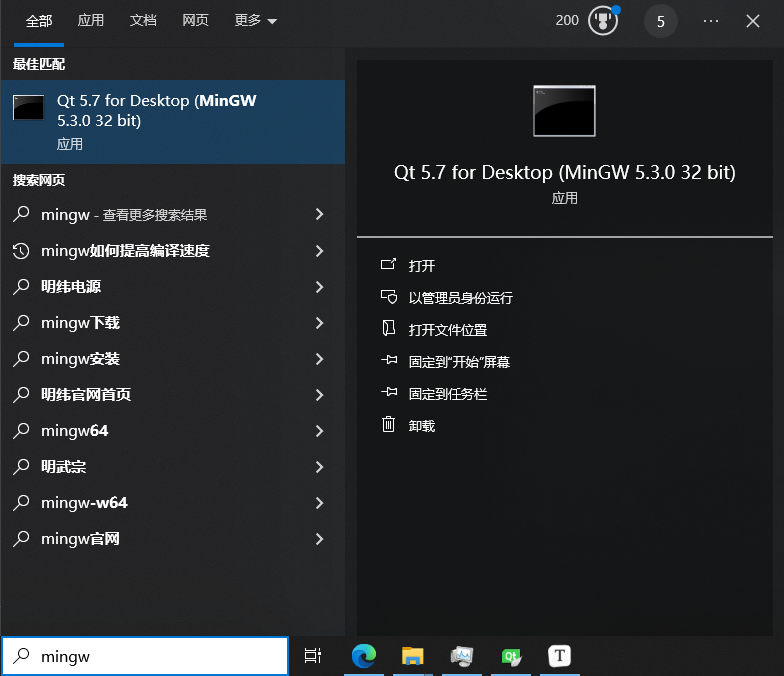 全部 应用 文档 网页 更多 200 5 ···
最佳匹配
Qt 5.7 for Desktop (MinGW
5.3.0 32 bit)
应用
搜索网页
mingw - 查看更多搜索结果
mingw如何提高编译速度
明纬电源
mingw下载
mingw安装
明纬官网首页
mingw64
明武宗
mingw-w64
mingw官网
Qt 5.7 for Desktop (MinGW 5.3.0 32 bit)
应用
打开
以管理员身份运行
打开文件位置
固定到“开始”屏幕
固定到任务栏
卸载
mingw
Qt
T